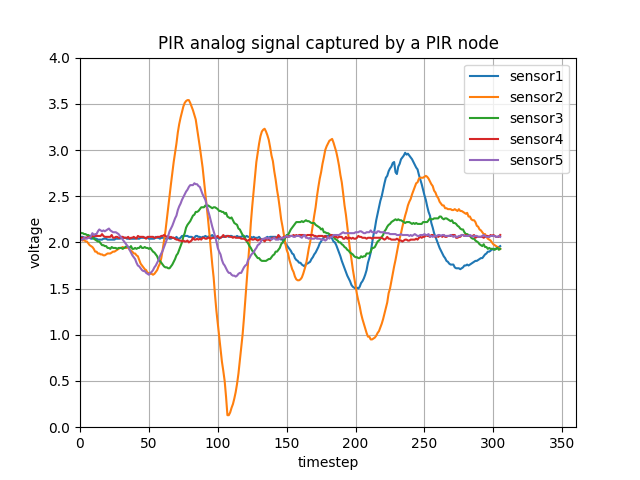 PIR analog signal captured by a PIR node
4.0
3.5
3.0
2.5
2.0
1.5
1.0
0.5
0.0
voltage
sensor1
sensor2
sensor3
sensor4
sensor5
0 50 100 150 200 250 300 350
timestep